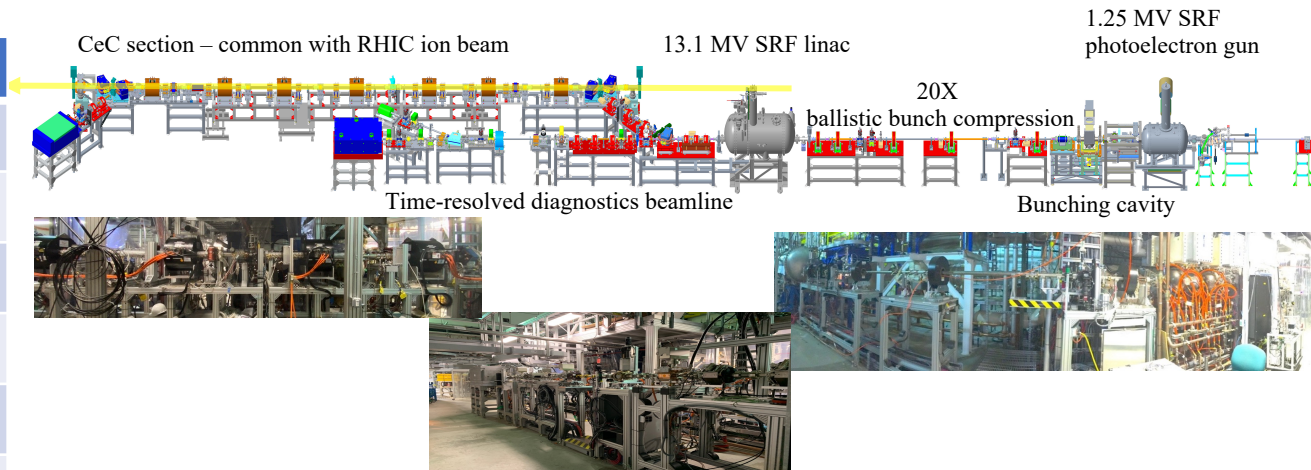 1.25 MV SRF
photoelectron gun
CeC section – common with RHIC ion beam
13.1 MV SRF linac
20X
ballistic bunch compression
Time-resolved diagnostics beamline
Bunching cavity